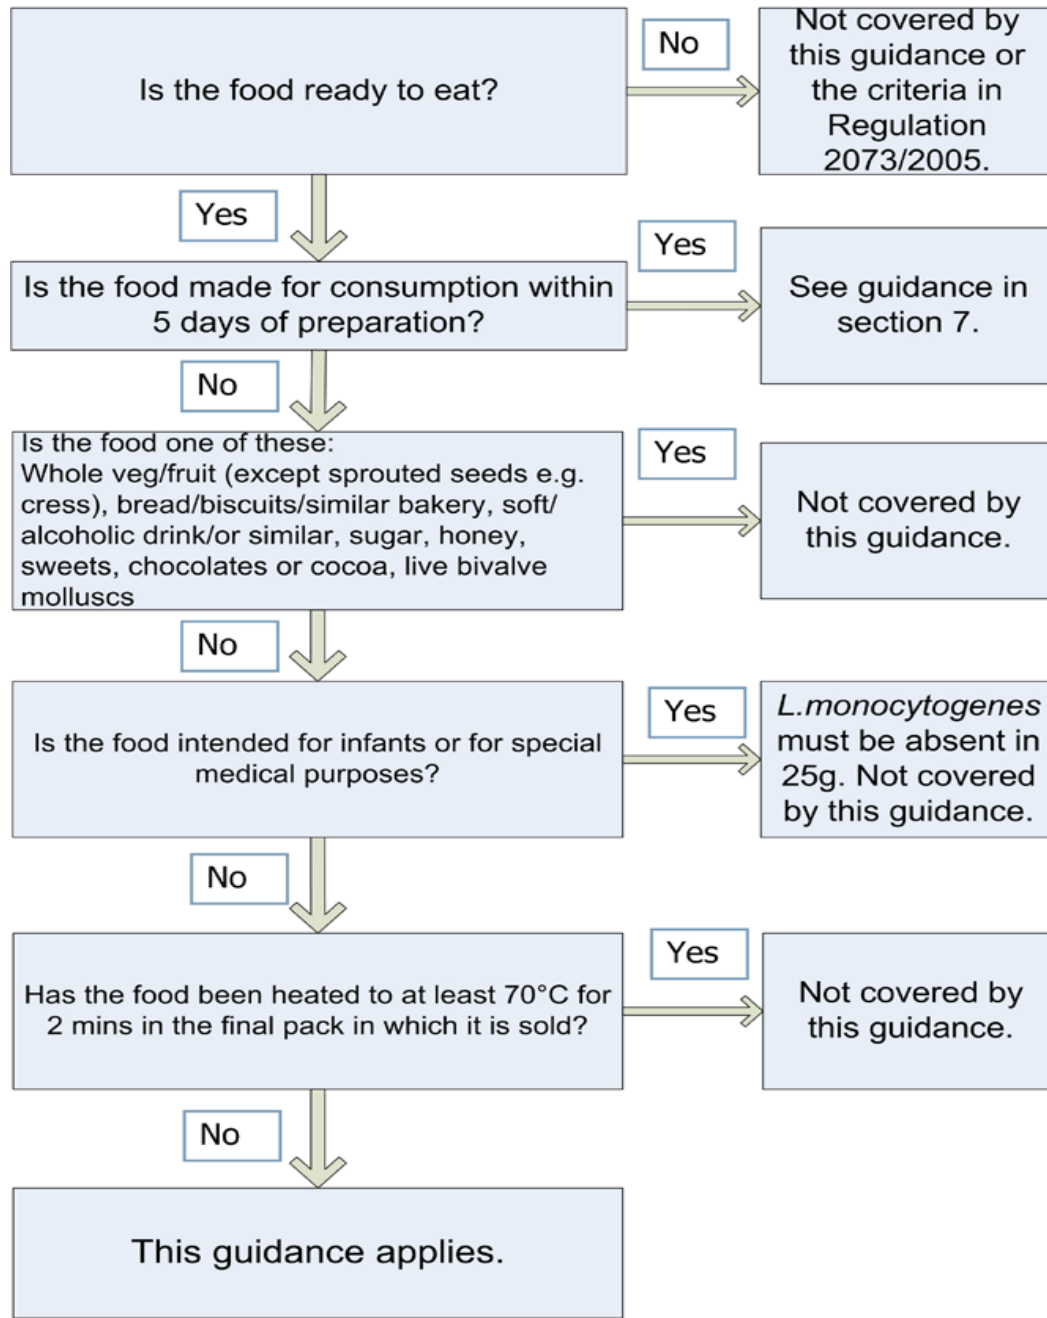 Is the food ready to eat?
No
Not covered by
this guidance or
the criteria in
Regulation
2073/2005.
Yes
Is the food made for consumption within
5 days of preparation?
Yes
See guidance in
section 7.
No
Is the food one of these:
Whole veg/fruit (except sprouted seeds e.g.
cress), bread/biscuits/similar bakery, soft/
alcoholic drink/or similar, sugar, honey,
sweets, chocolates or cocoa, live bivalve
molluscs
Yes
Not covered by
this guidance.
No
Is the food intended for infants or for special
medical purposes?
Yes
L.monocytogenes
must be absent in
25g. Not covered
by this guidance.
No
Has the food been heated to at least 70°C for
2 mins in the final pack in which it is sold?
Yes
Not covered by
this guidance.
No
This guidance applies.